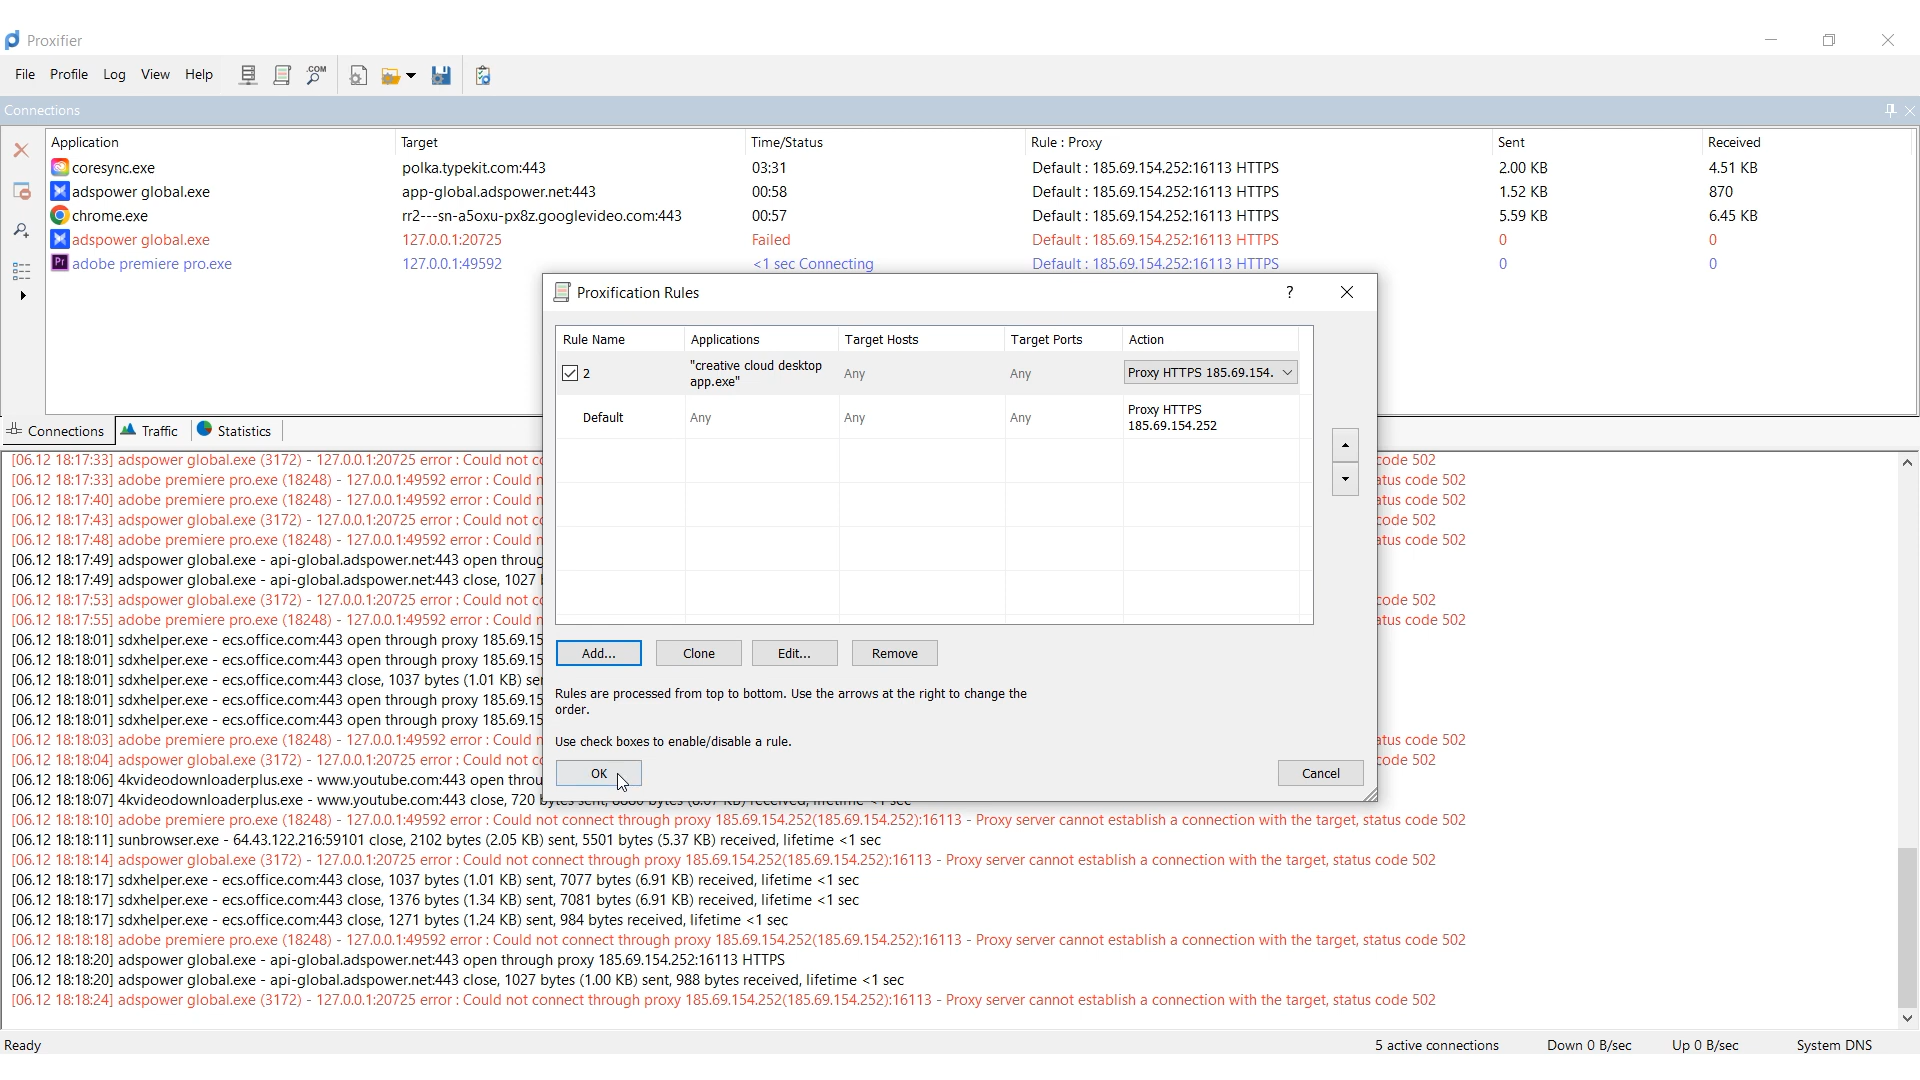 Proxifier
File Profile Log View Help
.COM
Connections
Application Target Time/Status Rule : Proxy Sent Received
coresync.exe polka.typekit.com:443 03:31 Default : 185.69.154.252:16113 HTTPS 2.00 KB 4.51 KB
adspower global.exe app-global.adspower.net:443 00:58 Default : 185.69.154.252:16113 HTTPS 1.52 KB 870
chrome.exe rr2---sn-a5oxu-px8z.googlevideo.com:443 00:57 Default : 185.69.154.252:16113 HTTPS 5.59 KB 6.45 KB
adspower global.exe 127.0.0.1:20725 Failed Default : 185.69.154.252:16113 HTTPS 0 0
Pr adobe premiere pro.exe 127.0.0.1:49592 <1 sec Connecting Default : 185.69.154.252:16113 HTTPS 0 0
Proxification Rules ?
Rule Name Applications Target Hosts Target Ports Action
2 "creative cloud desktop app.exe" Any Any Proxy HTTPS 185.69.154.
Default Any Any Any Proxy HTTPS 185.69.154.252
Add... Clone Edit... Remove
Rules are processed from top to bottom. Use the arrows at the right to change the
order.
Use check boxes to enable/disable a rule.
OK Cancel
Connections Traffic Statistics
[06.12 18:17:33] adspower global.exe (3172) - 127.0.0.1:20725 error : Could not code 502
[06.12 18:17:33] adobe premiere pro.exe (18248) - 127.0.0.1:49592 error : Could code 502
[06.12 18:17:40] adobe premiere pro.exe (18248) - 127.0.0.1:49592 error : Could code 502
[06.12 18:17:43] adspower global.exe (3172) - 127.0.0.1:20725 error : Could not code 502
[06.12 18:17:48] adobe premiere pro.exe (18248) - 127.0.0.1:49592 error : Could code 502
[06.12 18:17:49] adspower global.exe - api-global.adspower.net:443 open
[06.12 18:17:49] adspower global.exe - api-global.adspower.net:443 close, 1027
[06.12 18:17:53] adspower global.exe (3172) - 127.0.0.1:20725 error : Could not code 502
[06.12 18:17:55] adobe premiere pro.exe (18248) - 127.0.0.1:49592 error : Could code 502
[06.12 18:18:01] sdxhelper.exe - ecs.office.com:443 open through proxy 185.69.15
[06.12 18:18:01] sdxhelper.exe - ecs.office.com:443 open through proxy 185.69.15
[06.12 18:18:01] sdxhelper.exe - ecs.office.com:443 close, 1037 bytes (1.01 KB)
[06.12 18:18:01] sdxhelper.exe - ecs.office.com:443 open through proxy 185.69.15
[06.12 18:18:01] sdxhelper.exe - ecs.office.com:443 open through proxy 185.69.15
[06.12 18:18:03] adobe premiere pro.exe (18248) - 127.0.0.1:49592 error : Could code 502
[06.12 18:18:04] adspower global.exe (3172) - 127.0.0.1:20725 error : Could not code 502
[06.12 18:18:06] 4kvideodownloaderplus.exe - www.youtube.com:443 open
[06.12 18:18:07] 4kvideodownloaderplus.exe - www.youtube.com:443 close, 720
[06.12 18:18:10] adobe premiere pro.exe (18248) - 127.0.0.1:49592 error : Could not connect through proxy 185.69.154.252(185.69.154.252):16113 - Proxy server cannot establish a connection with the target, status code 502
[06.12 18:18:11] sunbrowser.exe - 64.43.122.216:59101 close, 2102 bytes (2.05 KB) sent, 5501 bytes (5.37 KB) received, lifetime <1 sec
[06.12 18:18:14] adspower global.exe (3172) - 127.0.0.1:20725 error : Could not connect through proxy 185.69.154.252(185.69.154.252):16113 - Proxy server cannot establish a connection with the target, status code 502
[06.12 18:18:17] sdxhelper.exe - ecs.office.com:443 close, 1037 bytes (1.01 KB) sent, 7077 bytes (6.91 KB) received, lifetime <1 sec
[06.12 18:18:17] sdxhelper.exe - ecs.office.com:443 close, 1376 bytes (1.34 KB) sent, 7081 bytes (6.91 KB) received, lifetime <1 sec
[06.12 18:18:17] sdxhelper.exe - ecs.office.com:443 close, 1271 bytes (1.24 KB) sent, 984 bytes received, lifetime <1 sec
[06.12 18:18:18] adobe premiere pro.exe (18248) - 127.0.0.1:49592 error : Could not connect through proxy 185.69.154.252(185.69.154.252):16113 - Proxy server cannot establish a connection with the target, status code 502
[06.12 18:18:20] adspower global.exe - api-global.adspower.net:443 open through proxy 185.69.154.252:16113 HTTPS
[06.12 18:18:20] adspower global.exe - api-global.adspower.net:443 close, 1027 bytes (1.00 KB) sent, 988 bytes received, lifetime <1 sec
[06.12 18:18:24] adspower global.exe (3172) - 127.0.0.1:20725 error : Could not connect through proxy 185.69.154.252(185.69.154.252):16113 - Proxy server cannot establish a connection with the target, status code 502
Ready 5 active connections Down 0 B/sec Up 0 B/sec System DNS